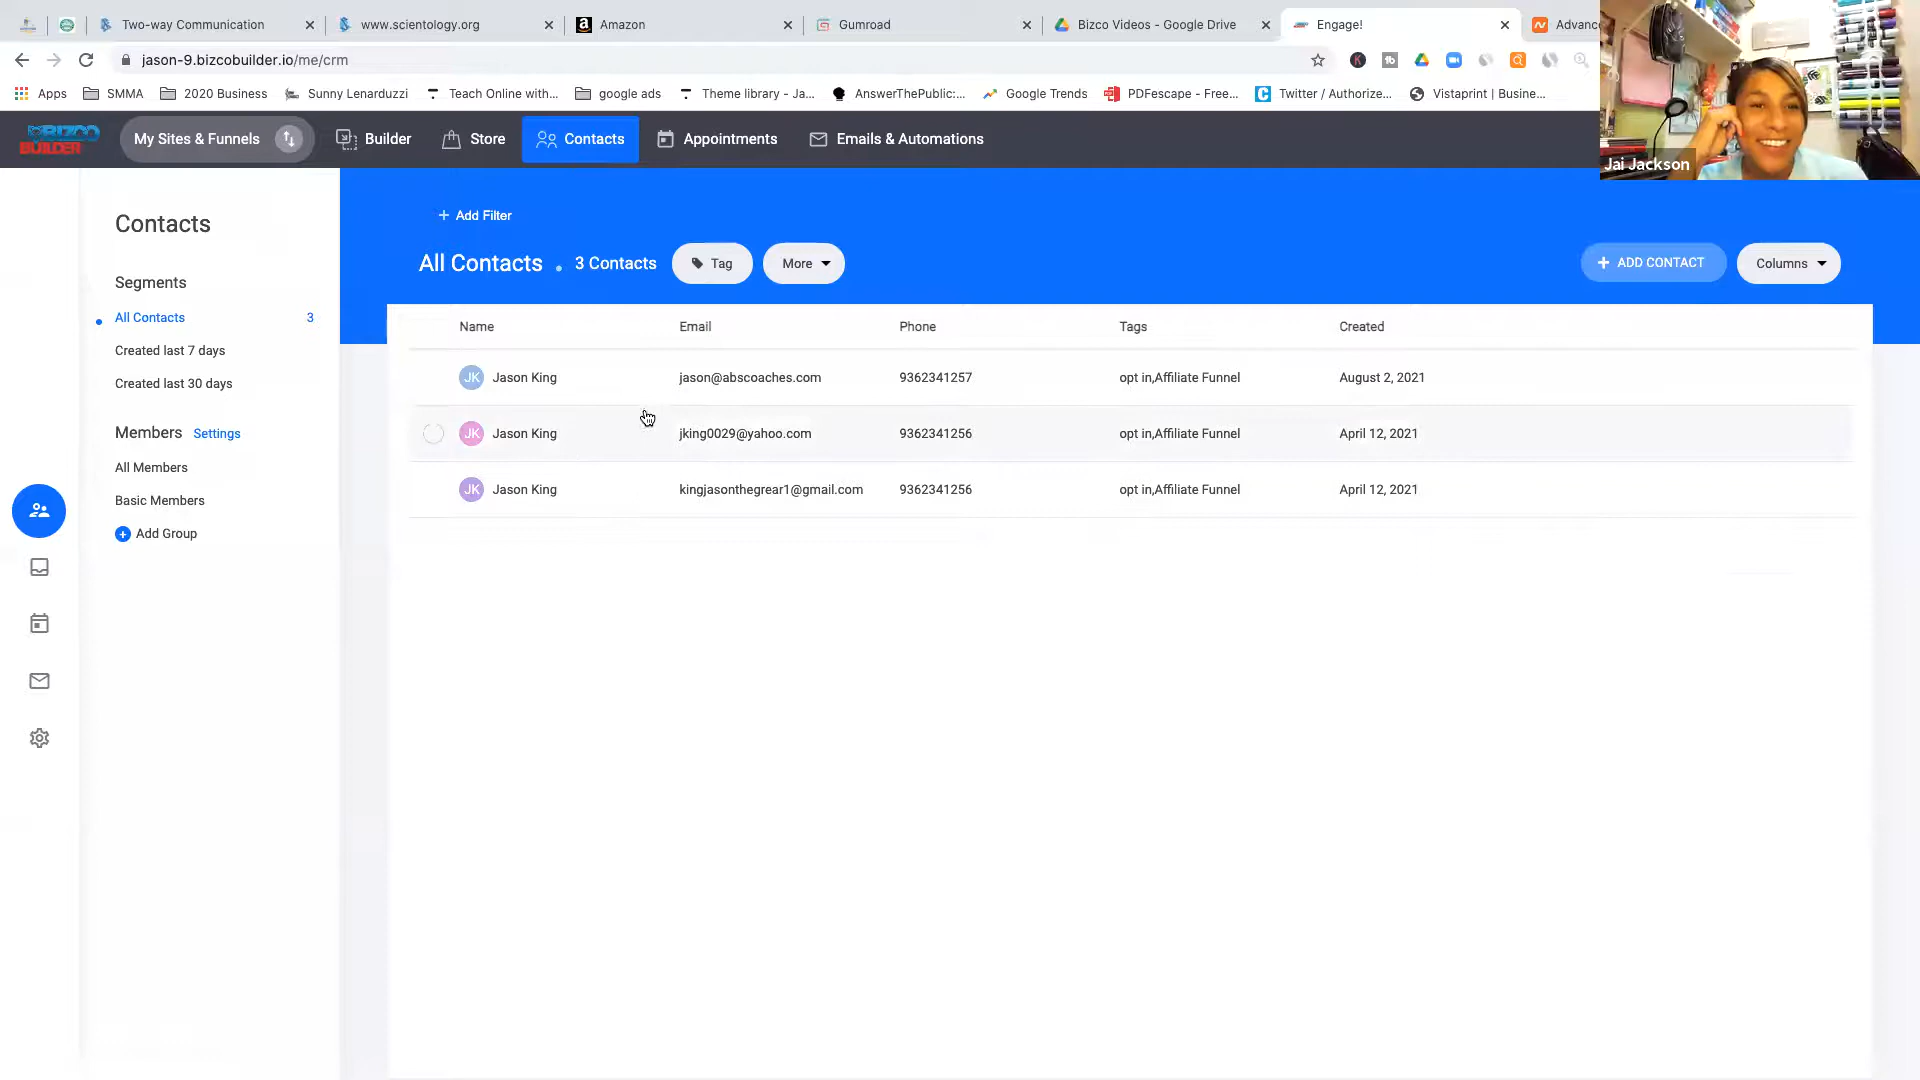 Two-way Communication
www.scientology.org
Amazon
Gumroad
Bizco Videos - Google Drive
Engage!
Advanc
jason-9.bizcobuilder.io/me/crm
Apps SMMA 2020 Business Sunny Lenarduzzi Teach Online with... google ads Theme library - Ja... AnswerThePublic:... Google Trends PDFescape - Free... Twitter / Authorize... Vistaprint | Busine...
BIZCO
BUILDER
My Sites & Funnels Builder Store Contacts Appointments Emails & Automations
Jai Jackson
Contacts
Segments
All Contacts 3
Created last 7 days
Created last 30 days
Members Settings
All Members
Basic Members
+ Add Group
+ Add Filter
All Contacts . 3 Contacts Tag More
+ ADD CONTACT Columns
Name Email Phone Tags Created
JK Jason King jason@abscoaches.com 9362341257 opt in,Affiliate Funnel August 2, 2021
JK Jason King jking0029@yahoo.com 9362341256 opt in,Affiliate Funnel April 12, 2021
JK Jason King kingjasonthegrear1@gmail.com 9362341256 opt in,Affiliate Funnel April 12, 2021